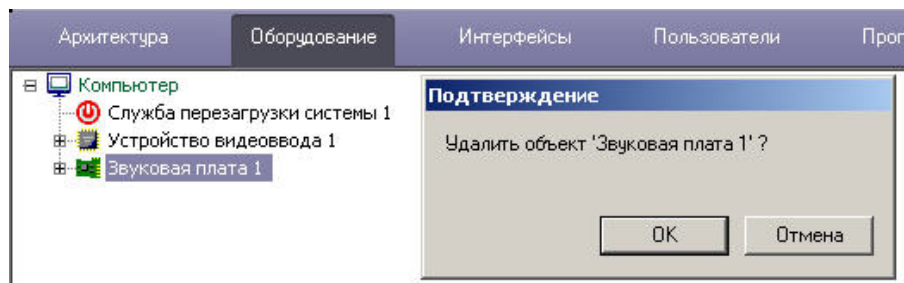 Архитектура Оборудование Интерфейсы Пользователи
Компьютер
Служба перезагрузки системы 1
Устройство видеоввода 1
Звуковая плата 1
Подтверждение
Удалить объект 'Звуковая плата 1' ?
OK Отмена